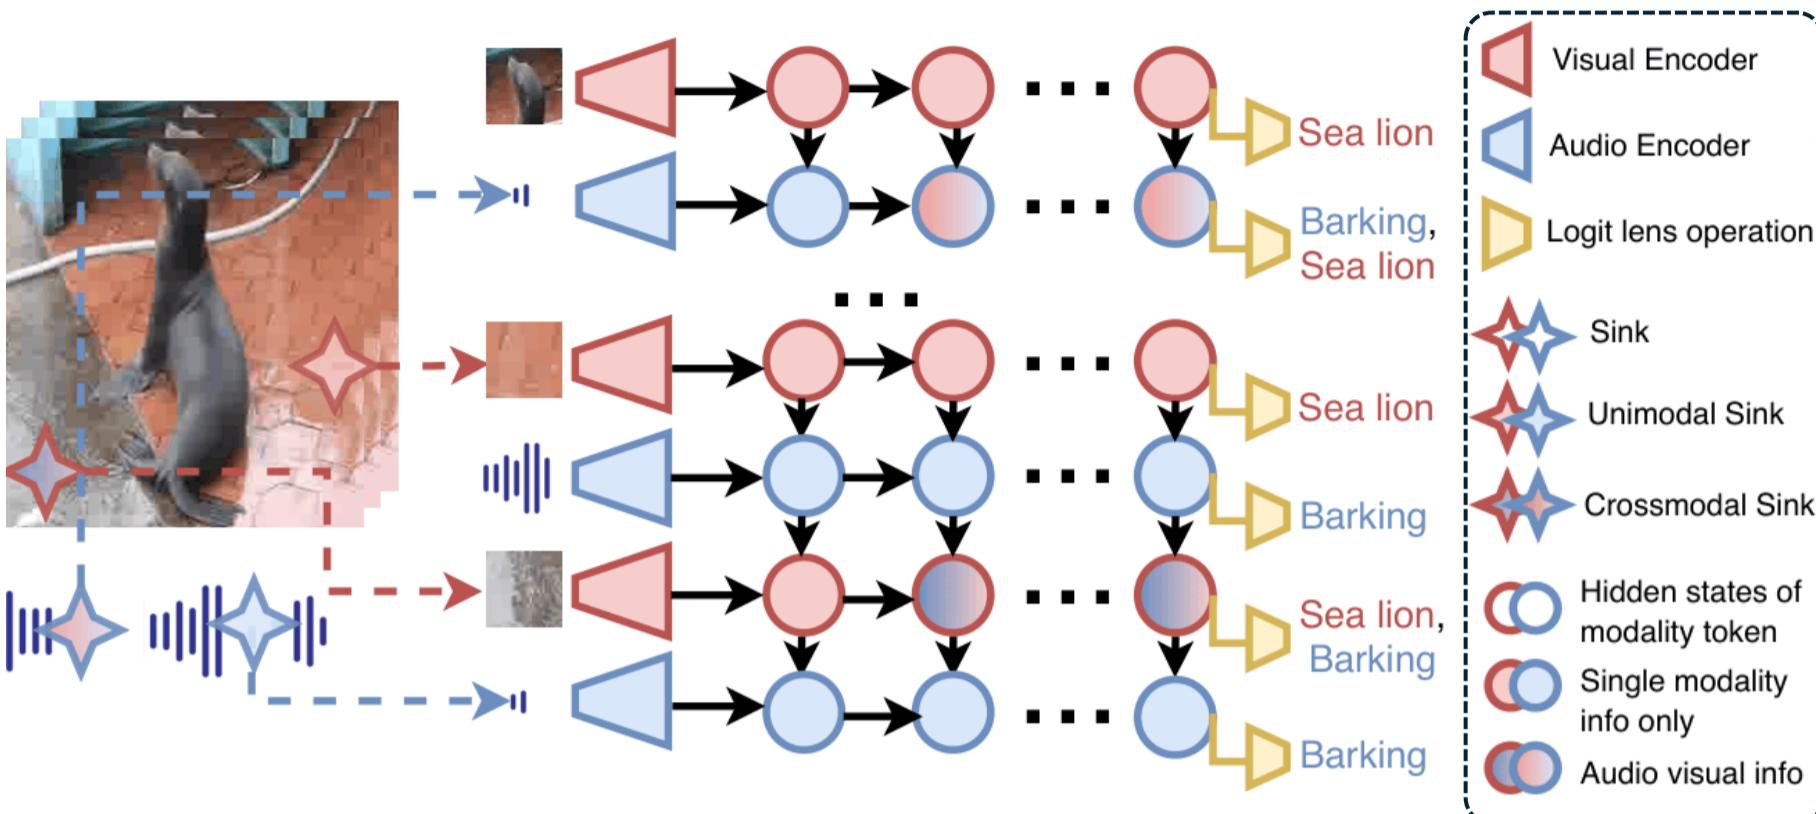 Sea lion
Barking,
Sea lion
Sea lion
Barking
Sea lion,
Barking
Barking
Visual Encoder
Audio Encoder
Logit lens operation
Sink
Unimodal Sink
Crossmodal Sink
Hidden states of
modality token
Single modality
info only
Audio visual info